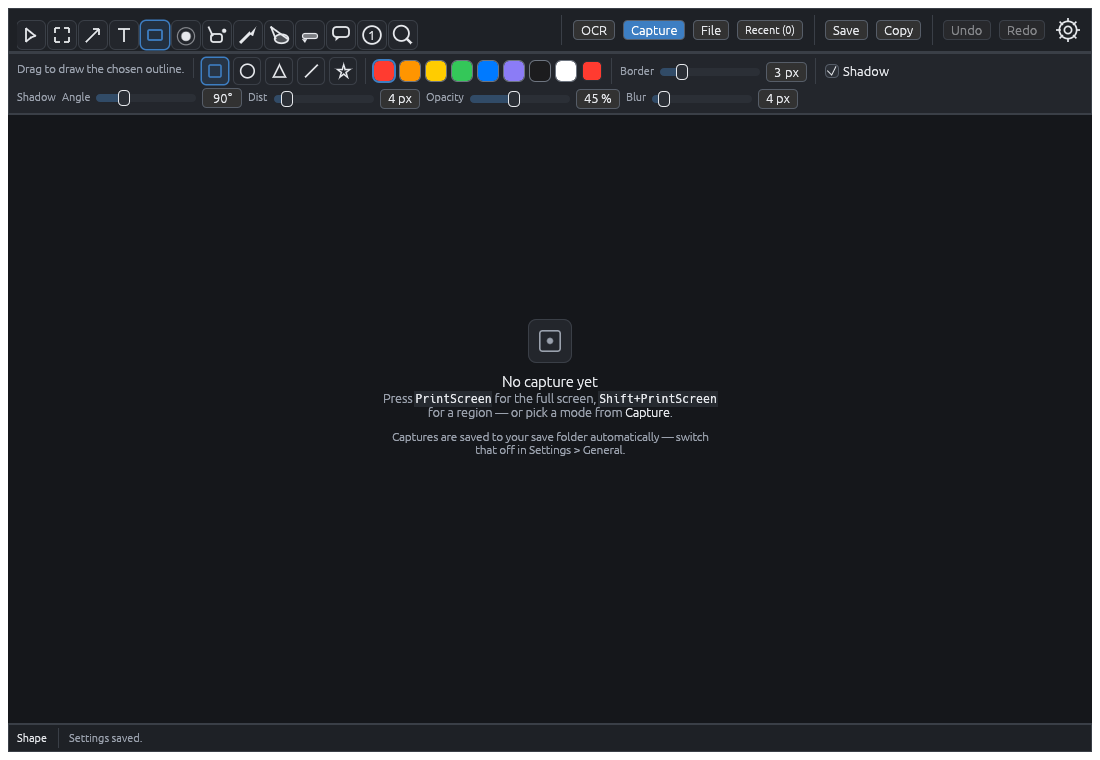 T 1 OCR Capture File Recent (0) Save Copy Undo Redo
Drag to draw the chosen outline. Border 3 px Shadow
Shadow Angle 90° Dist 4 px Opacity 45 % Blur 4 px
No capture yet
Press PrintScreen for the full screen, Shift+PrintScreen
for a region — or pick a mode from Capture.
Captures are saved to your save folder automatically — switch
that off in Settings > General.
Shape Settings saved.